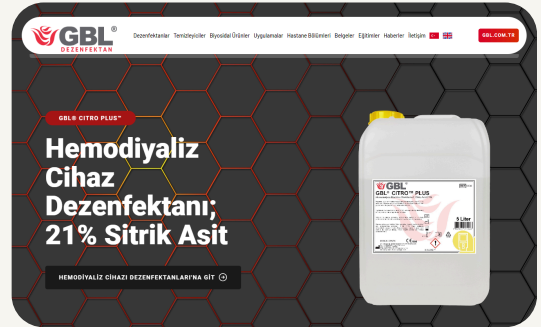 GBL®
DEZENFEKTAN
Dezenfektanlar Temizleyiciler Biyosidal Ürünler Uygulamalar Hastane Bölümleri Belgeler Eğitimler Haberler İletişim
GBL.COM.TR
GBL® CITRO PLUS™
Hemodiyaliz
Cihaz
Dezenfektanı;
21% Sitrik Asit
HEMODİYALİZ CİHAZI DEZENFEKTANLARI'NA GİT
GBL®
GBL® CITRO™ PLUS
5 Liter